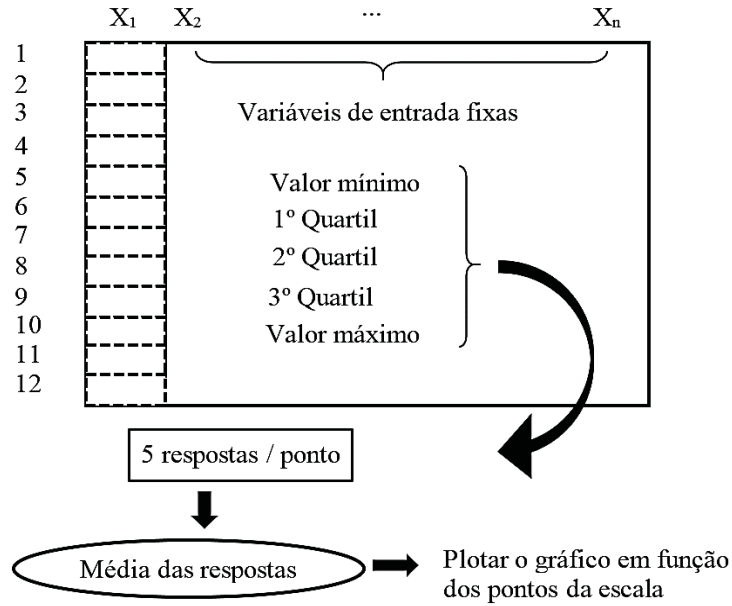 X₁ X₂ ... Xₙ
1
2
3
4
5
6
7
8
9
10
11
12
Variáveis de entrada fixas
Valor mínimo
1º Quartil
2º Quartil
3º Quartil
Valor máximo
5 respostas / ponto
Média das respostas
Plotar o gráfico em função
dos pontos da escala